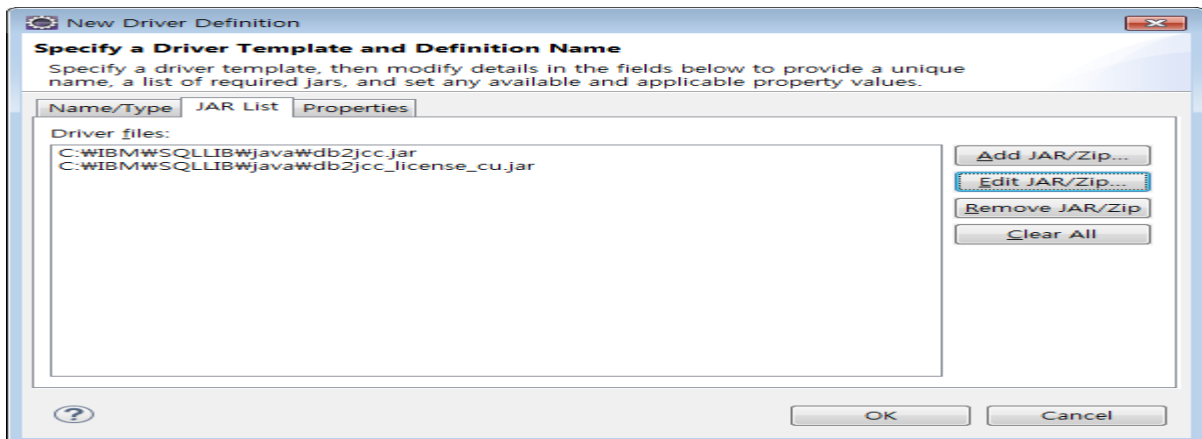 New Driver Definition
Specify a Driver Template and Definition Name
Specify a driver template, then modify details in the fields below to provide a unique
name, a list of required jars, and set any available and applicable property values.
Name/Type JAR List Properties
Driver files:
C:₩IBM₩SQLLIB₩java₩db2jcc.jar
C:₩IBM₩SQLLIB₩java₩db2jcc_license_cu.jar
Add JAR/Zip...
Edit JAR/Zip...
Remove JAR/Zip
Clear All
?
OK Cancel